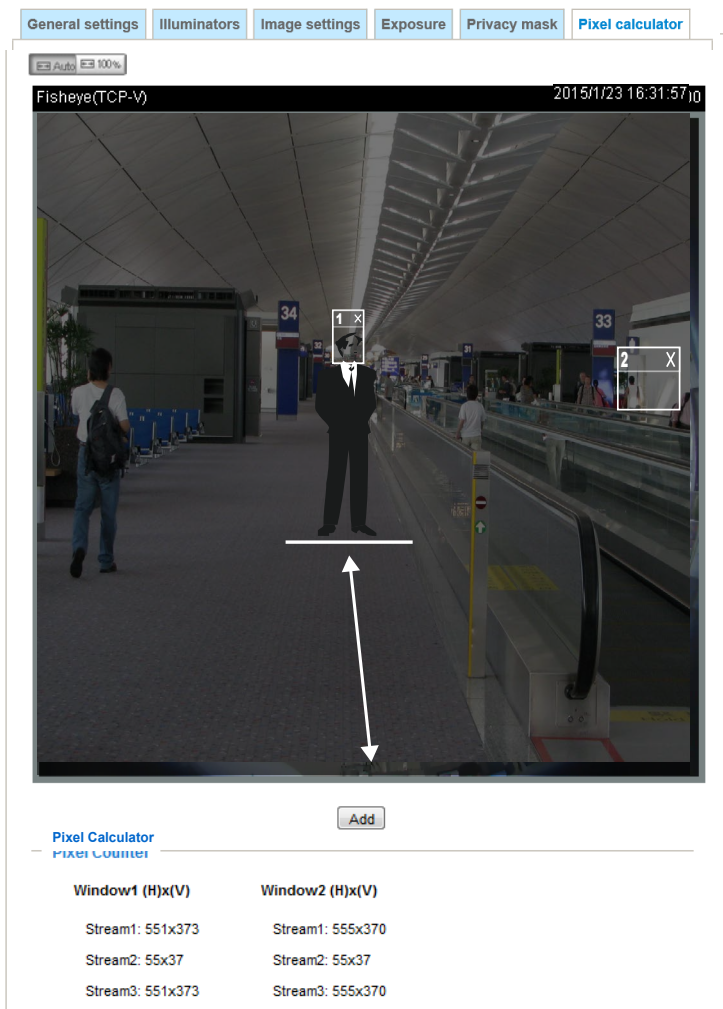 General settings Illuminators Image settings Exposure Privacy mask Pixel calculator
Auto 100%
Fisheye(TCP-V) 2015/1/23 16:31:57
34
33
32
31
1 X
2 X
Add
Pixel Calculator
Pixel Counter
Window1 (H)x(V) Window2 (H)x(V)
Stream1: 551x373 Stream1: 555x370
Stream2: 55x37 Stream2: 55x37
Stream3: 551x373 Stream3: 555x370